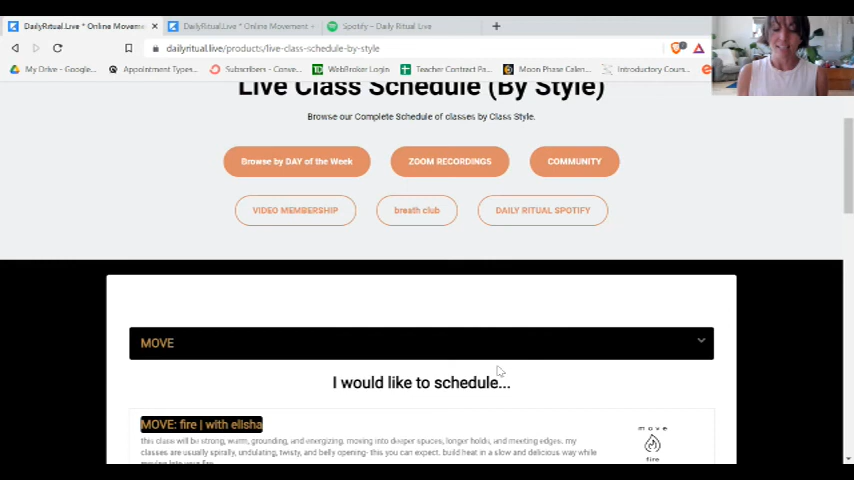 DailyRitual.Live * Online Movem
DailyRitual.Live * Online Movement
Spotify – Daily Ritual Live
dailyritual.live/products/live-class-schedule-by-style
My Drive - Google...
Appointment Types...
Subscribers - Conve...
WebBroker Login
Teacher Contract Pa...
Moon Phase Calen...
Introductory Cours...
Live Class Schedule (By Style)
Browse our Complete Schedule of classes by Class Style.
Browse by DAY of the Week
ZOOM RECORDINGS
COMMUNITY
VIDEO MEMBERSHIP
breath club
DAILY RITUAL SPOTIFY
MOVE
I would like to schedule...
MOVE: fire | with elisha
this class will be strong, warm, grounding, and energizing. moving into deeper spaces, longer holds, and meeting edges. my
classes are usually spirally, undulating, twisty, and belly opening- this you can expect. build heat in a slow and delicious way while
moving into your fire
move
fire